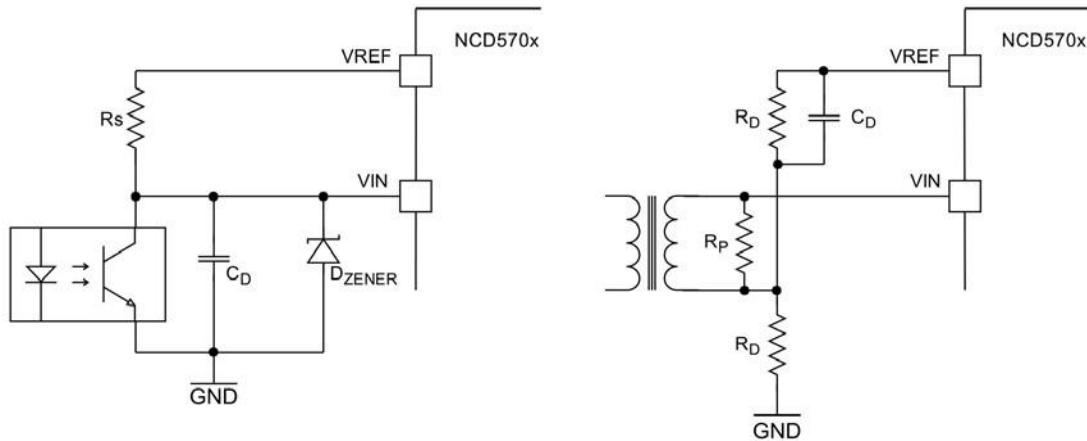 NCD570x
VREF
Rs
VIN
CD
DZENER
GND
NCD570x
VREF
RD
CD
VIN
RP
RD
GND